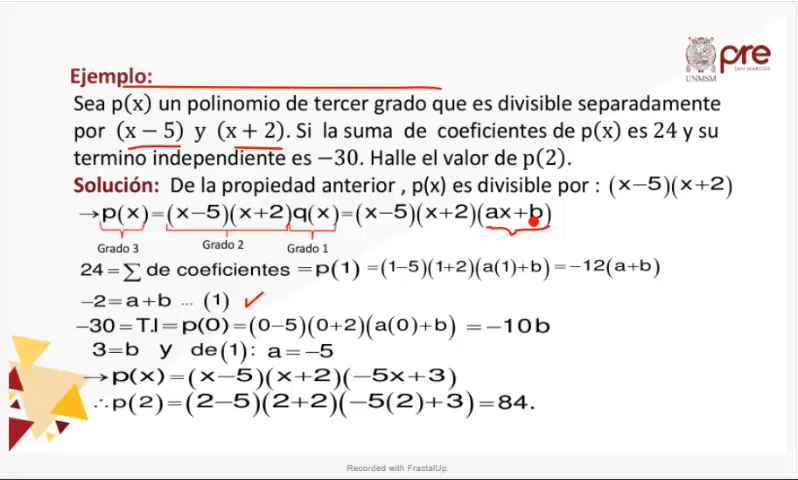 UNMSM
pre
SAN MARCOS
Ejemplo:
Sea p(x) un polinomio de tercer grado que es divisible separadamente
por (x − 5) y (x + 2). Si la suma de coeficientes de p(x) es 24 y su
termino independiente es −30. Halle el valor de p(2).
Solución: De la propiedad anterior , p(x) es divisible por : (x−5)(x+2)
→p(x)=(x−5)(x+2)q(x)=(x−5)(x+2)(ax+b)
Grado 3 Grado 2 Grado 1
24=∑ de coeficientes =p(1) =(1−5)(1+2)(a(1)+b)=−12(a+b)
−2=a+b ... (1) ✓
−30=T.I=p(0)=(0−5)(0+2)(a(0)+b) =−10b
3=b y de(1): a=−5
→p(x)=(x−5)(x+2)(−5x+3)
∴p(2)=(2−5)(2+2)(−5(2)+3)=84.
Recorded with FractalUp.